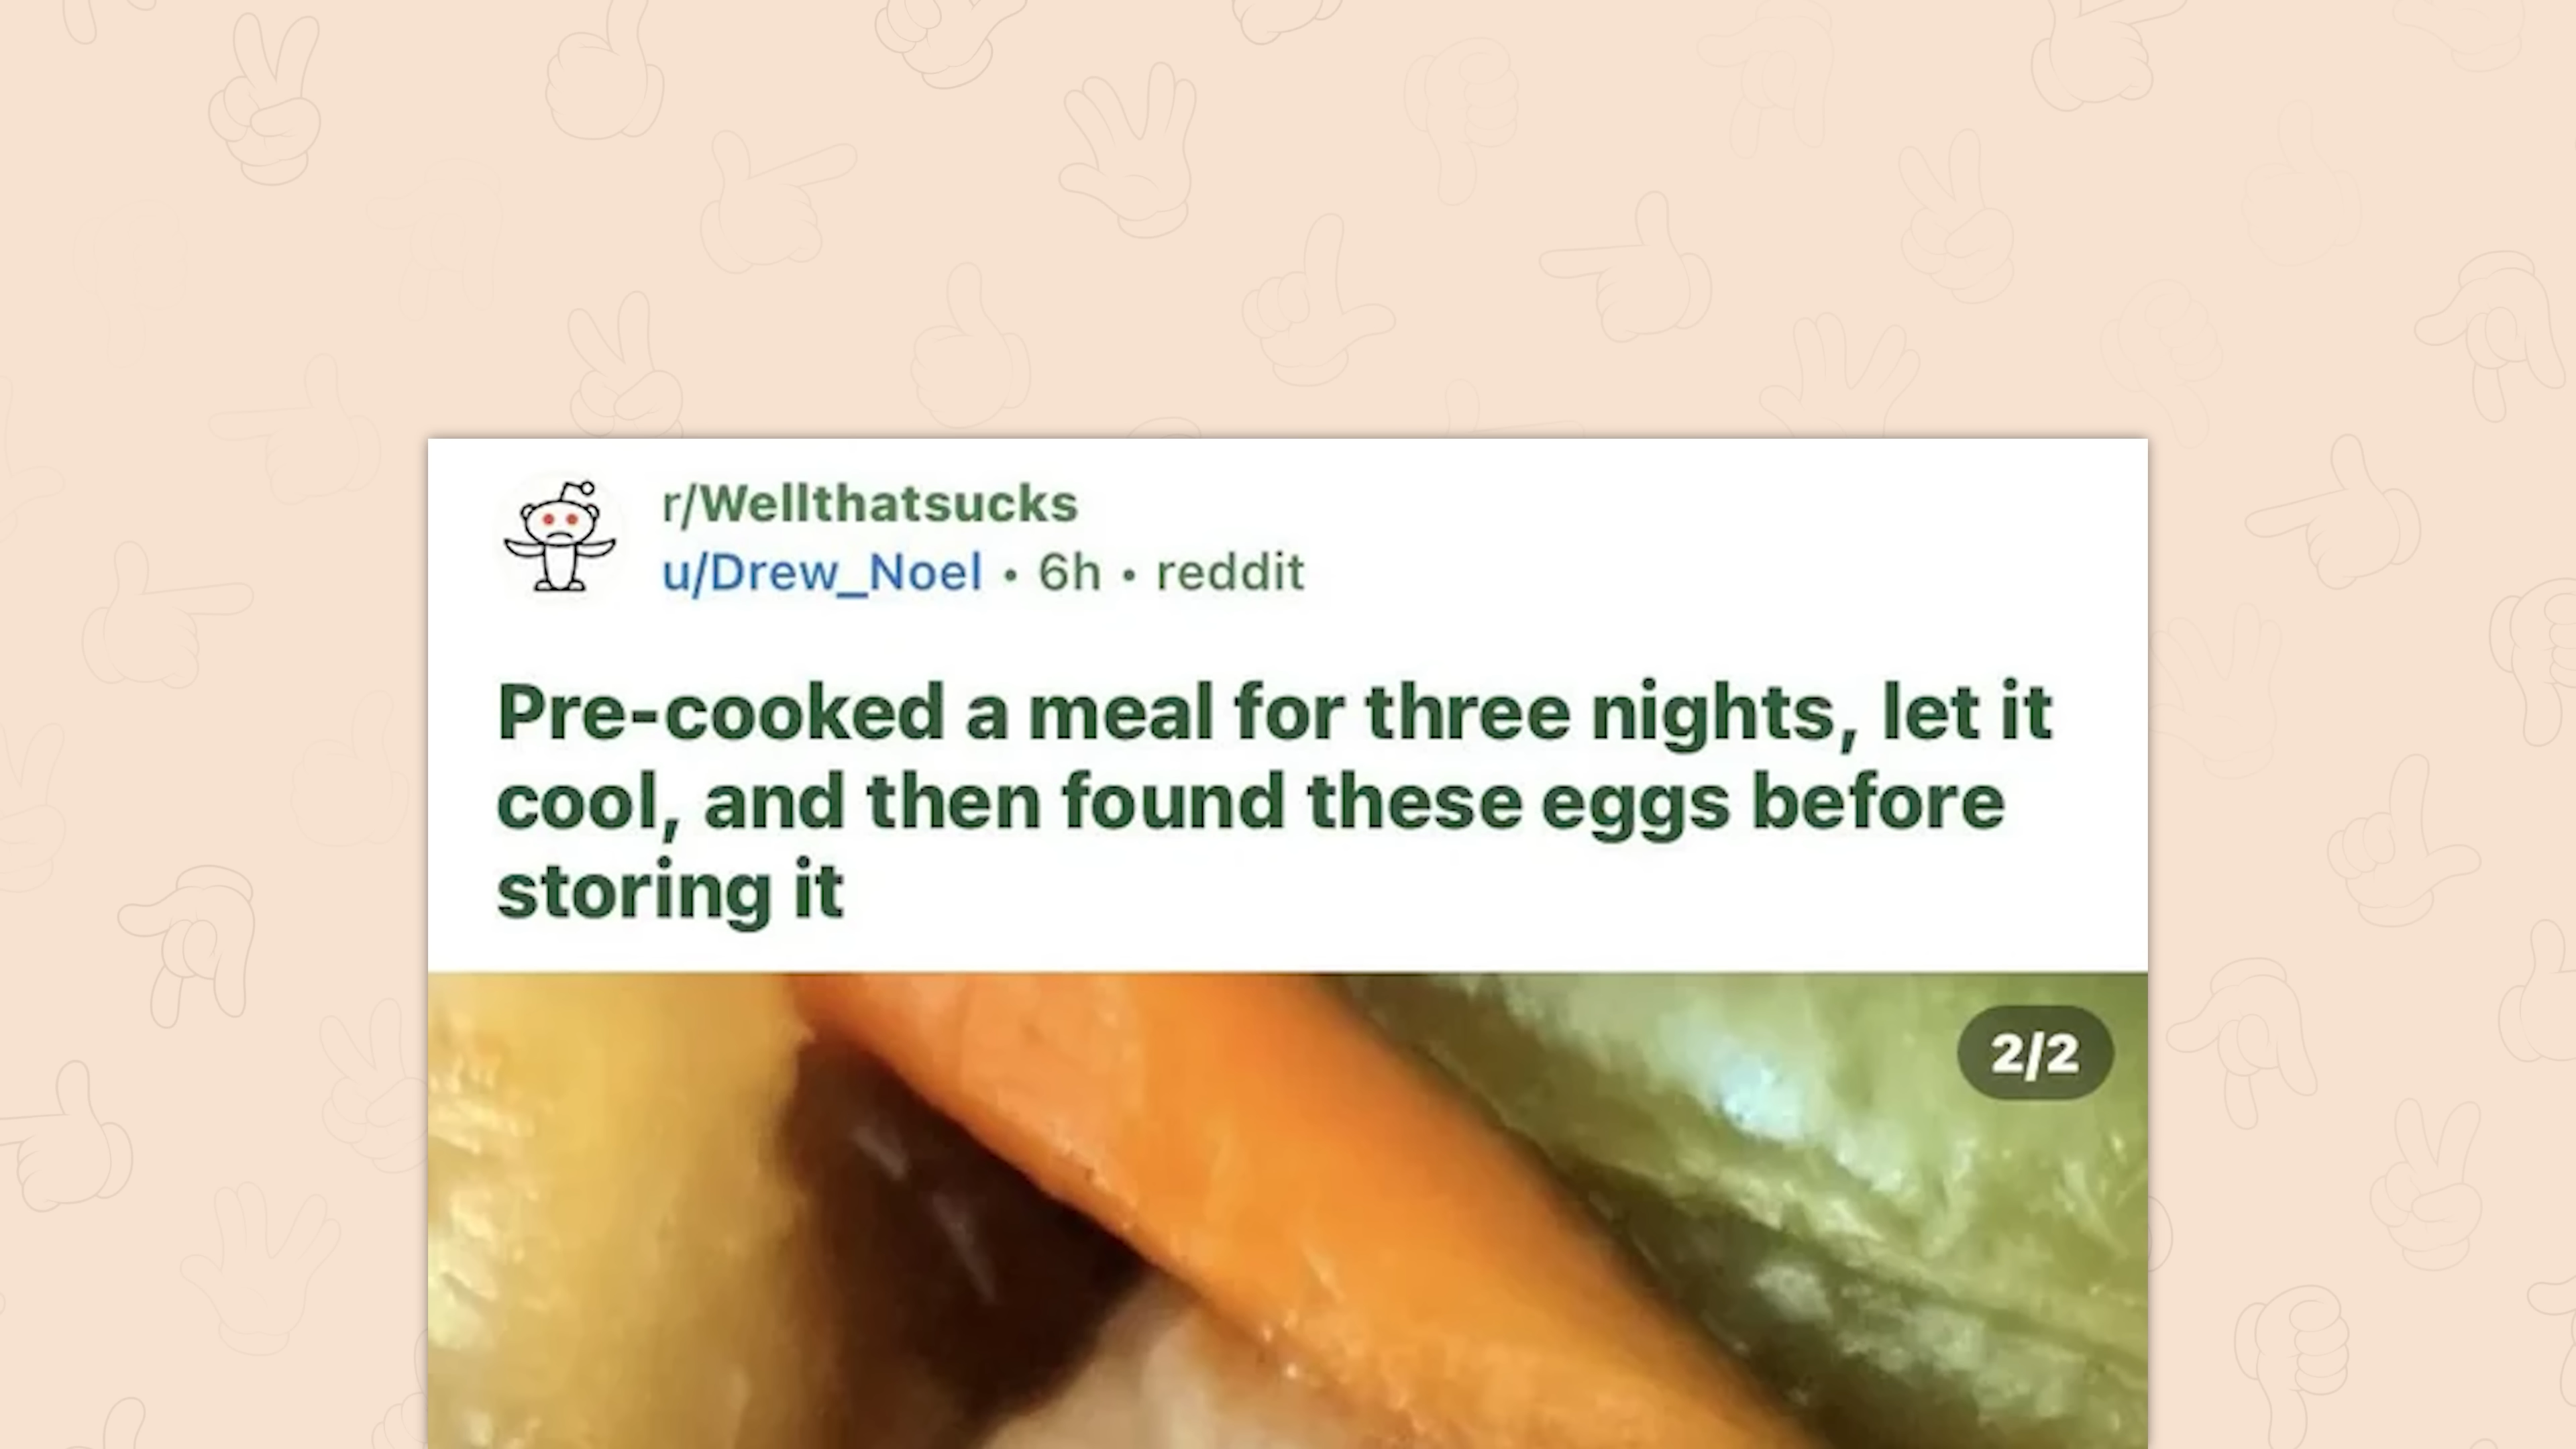 r/Wellthatsucks
u/Drew_Noel • 6h • reddit
Pre-cooked a meal for three nights, let it
cool, and then found these eggs before
storing it
2/2